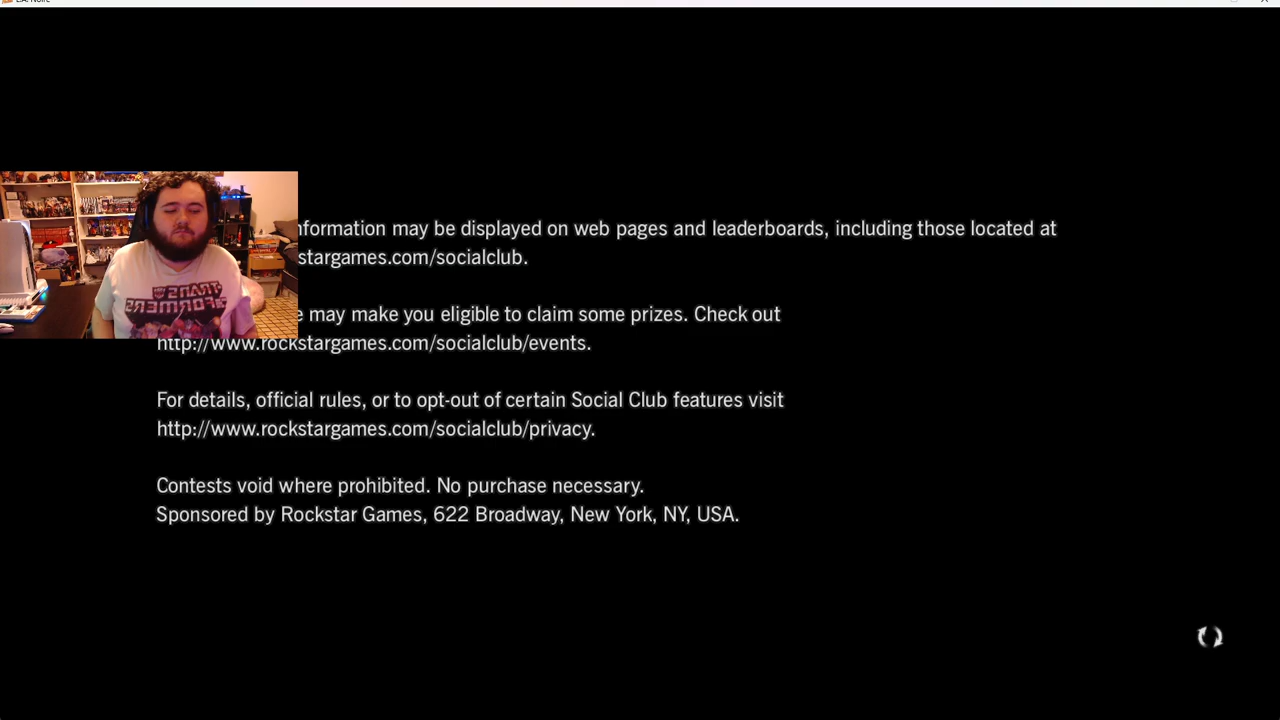 nformation may be displayed on web pages and leaderboards, including those located at
stargames.com/socialclub.
e may make you eligible to claim some prizes. Check out
http://www.rockstargames.com/socialclub/events.
For details, official rules, or to opt-out of certain Social Club features visit
http://www.rockstargames.com/socialclub/privacy.
Contests void where prohibited. No purchase necessary.
Sponsored by Rockstar Games, 622 Broadway, New York, NY, USA.
TRANSFORMERS